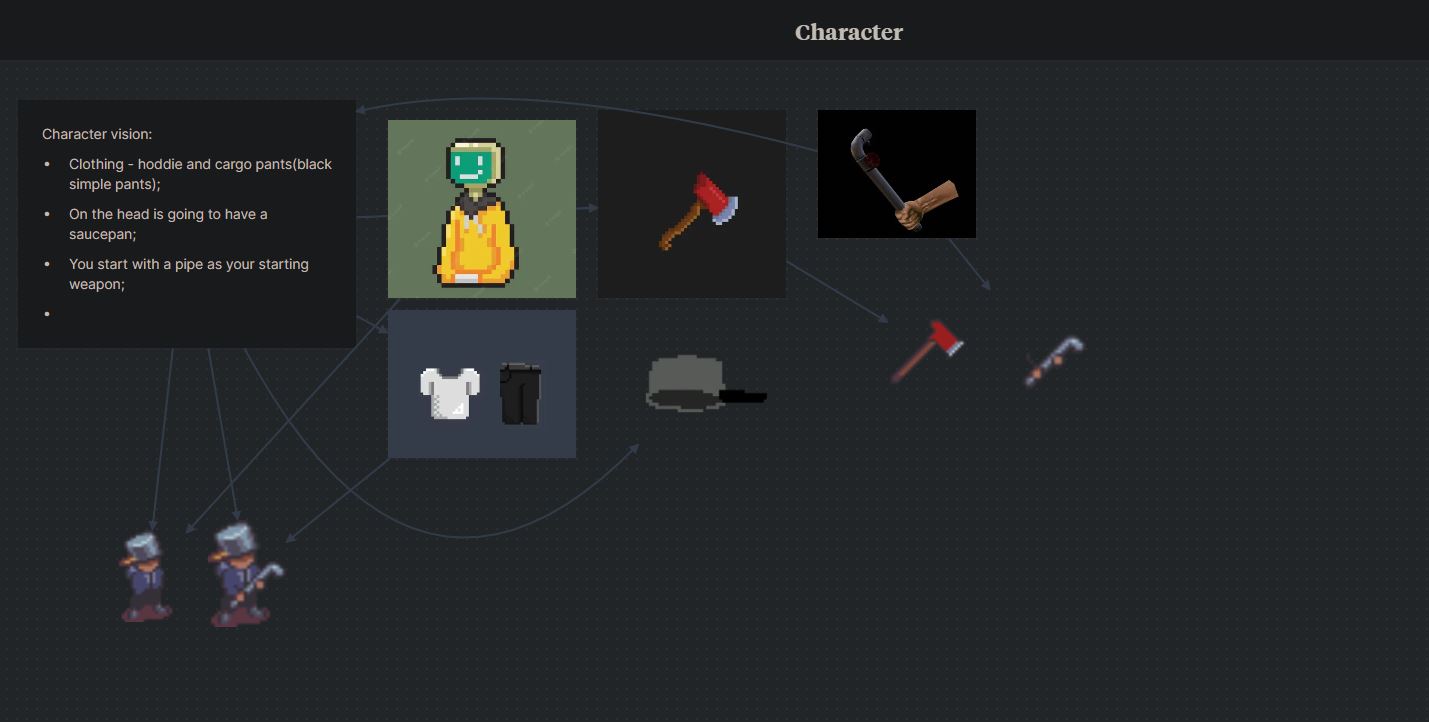 Character
Character vision:
• Clothing - hoddie and cargo pants(black
simple pants);
• On the head is going to have a
saucepan;
• You start with a pipe as your starting
weapon;
•